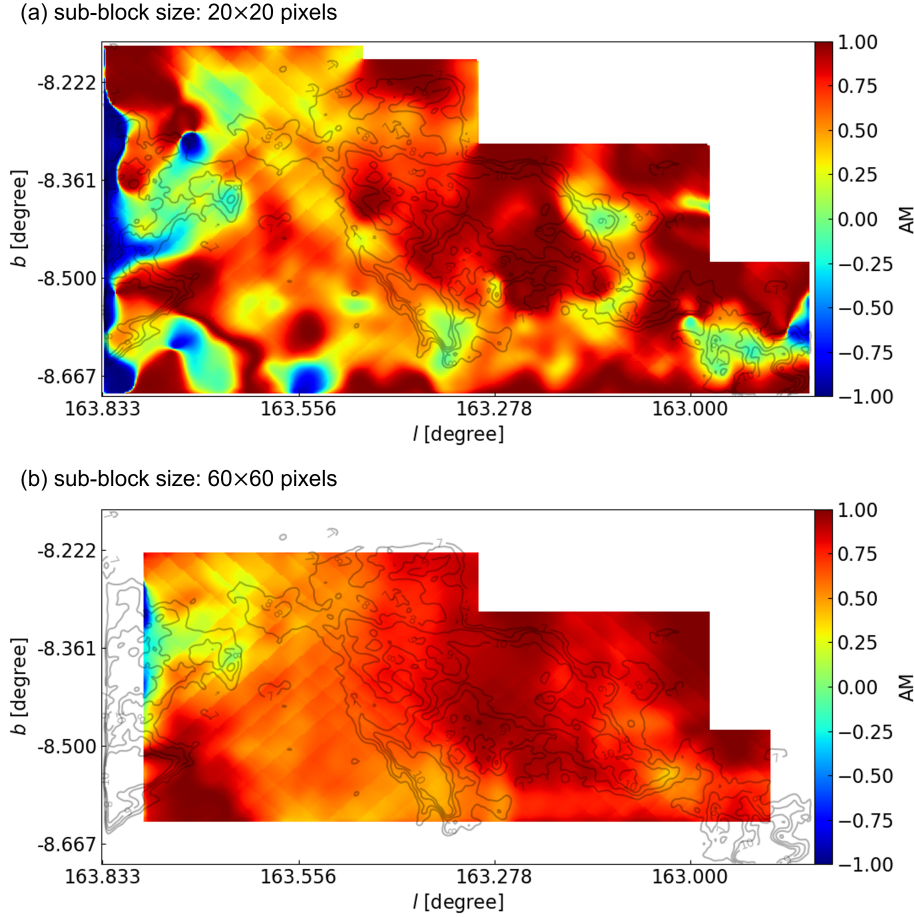 (a) sub-block size: 20×20 pixels
-8.222
-8.361
-8.500
-8.667
b [degree]
163.833 163.556 163.278 163.000
l [degree]
1.00
0.75
0.50
0.25
0.00
−0.25
−0.50
−0.75
−1.00
AM
(b) sub-block size: 60×60 pixels
-8.222
-8.361
-8.500
-8.667
b [degree]
163.833 163.556 163.278 163.000
l [degree]
1.00
0.75
0.50
0.25
0.00
−0.25
−0.50
−0.75
−1.00
AM